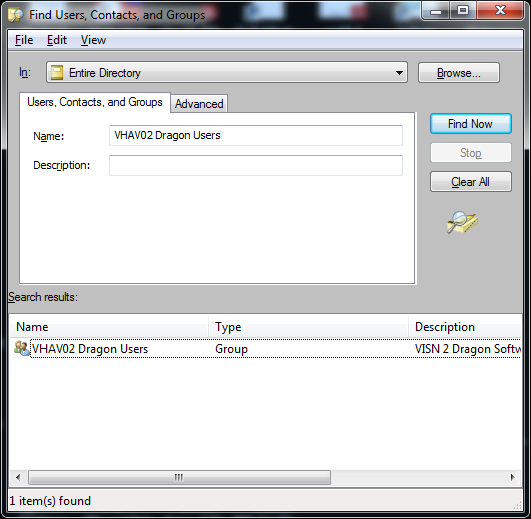 Find Users, Contacts, and Groups
File Edit View
In: Entire Directory Browse...
Users, Contacts, and Groups Advanced
Find Now
Name: VHAV02 Dragon Users
Stop
Description:
Clear All
Search results:
Name Type Description
VHAV02 Dragon Users Group VISN 2 Dragon Softw
1 item(s) found